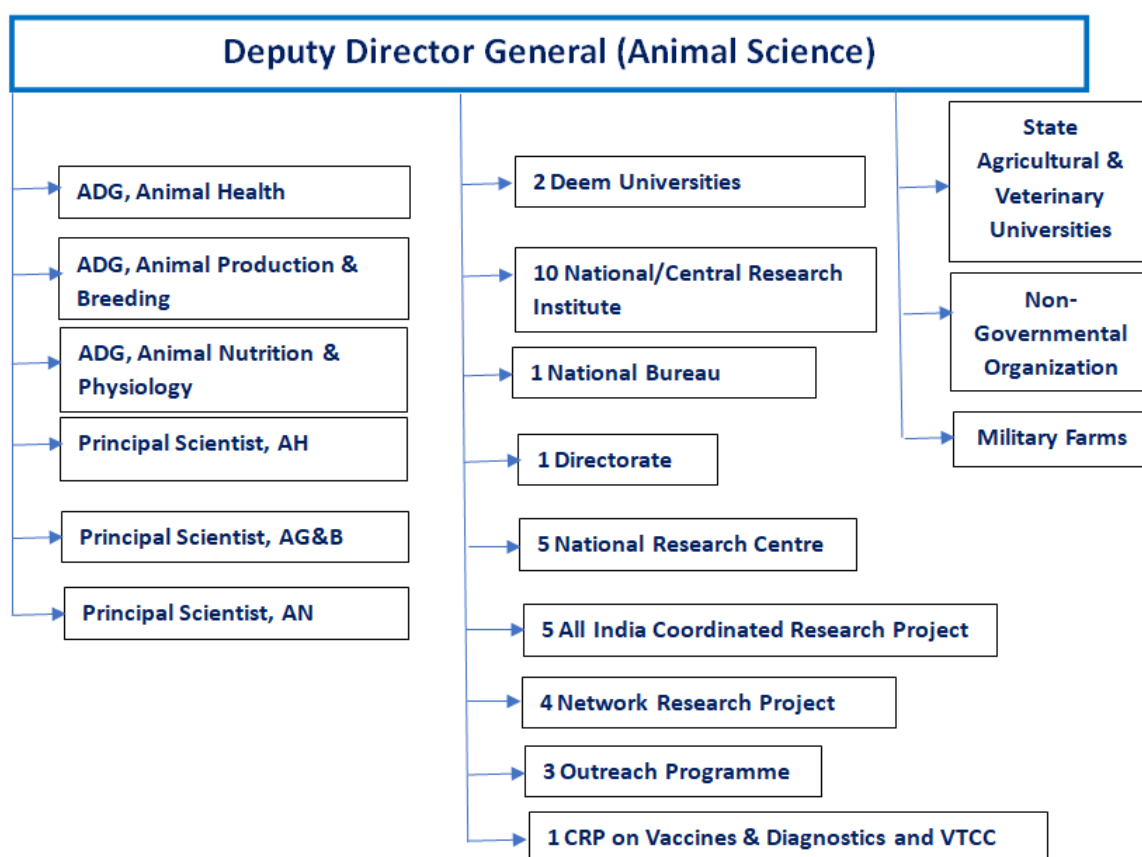 Deputy Director General (Animal Science)
ADG, Animal Health
ADG, Animal Production &
Breeding
ADG, Animal Nutrition &
Physiology
Principal Scientist, AH
Principal Scientist, AG&B
Principal Scientist, AN
2 Deem Universities
10 National/Central Research
Institute
1 National Bureau
1 Directorate
5 National Research Centre
5 All India Coordinated Research Project
4 Network Research Project
3 Outreach Programme
1 CRP on Vaccines & Diagnostics and VTCC
State
Agricultural &
Veterinary
Universities
Non-
Governmental
Organization
Military Farms